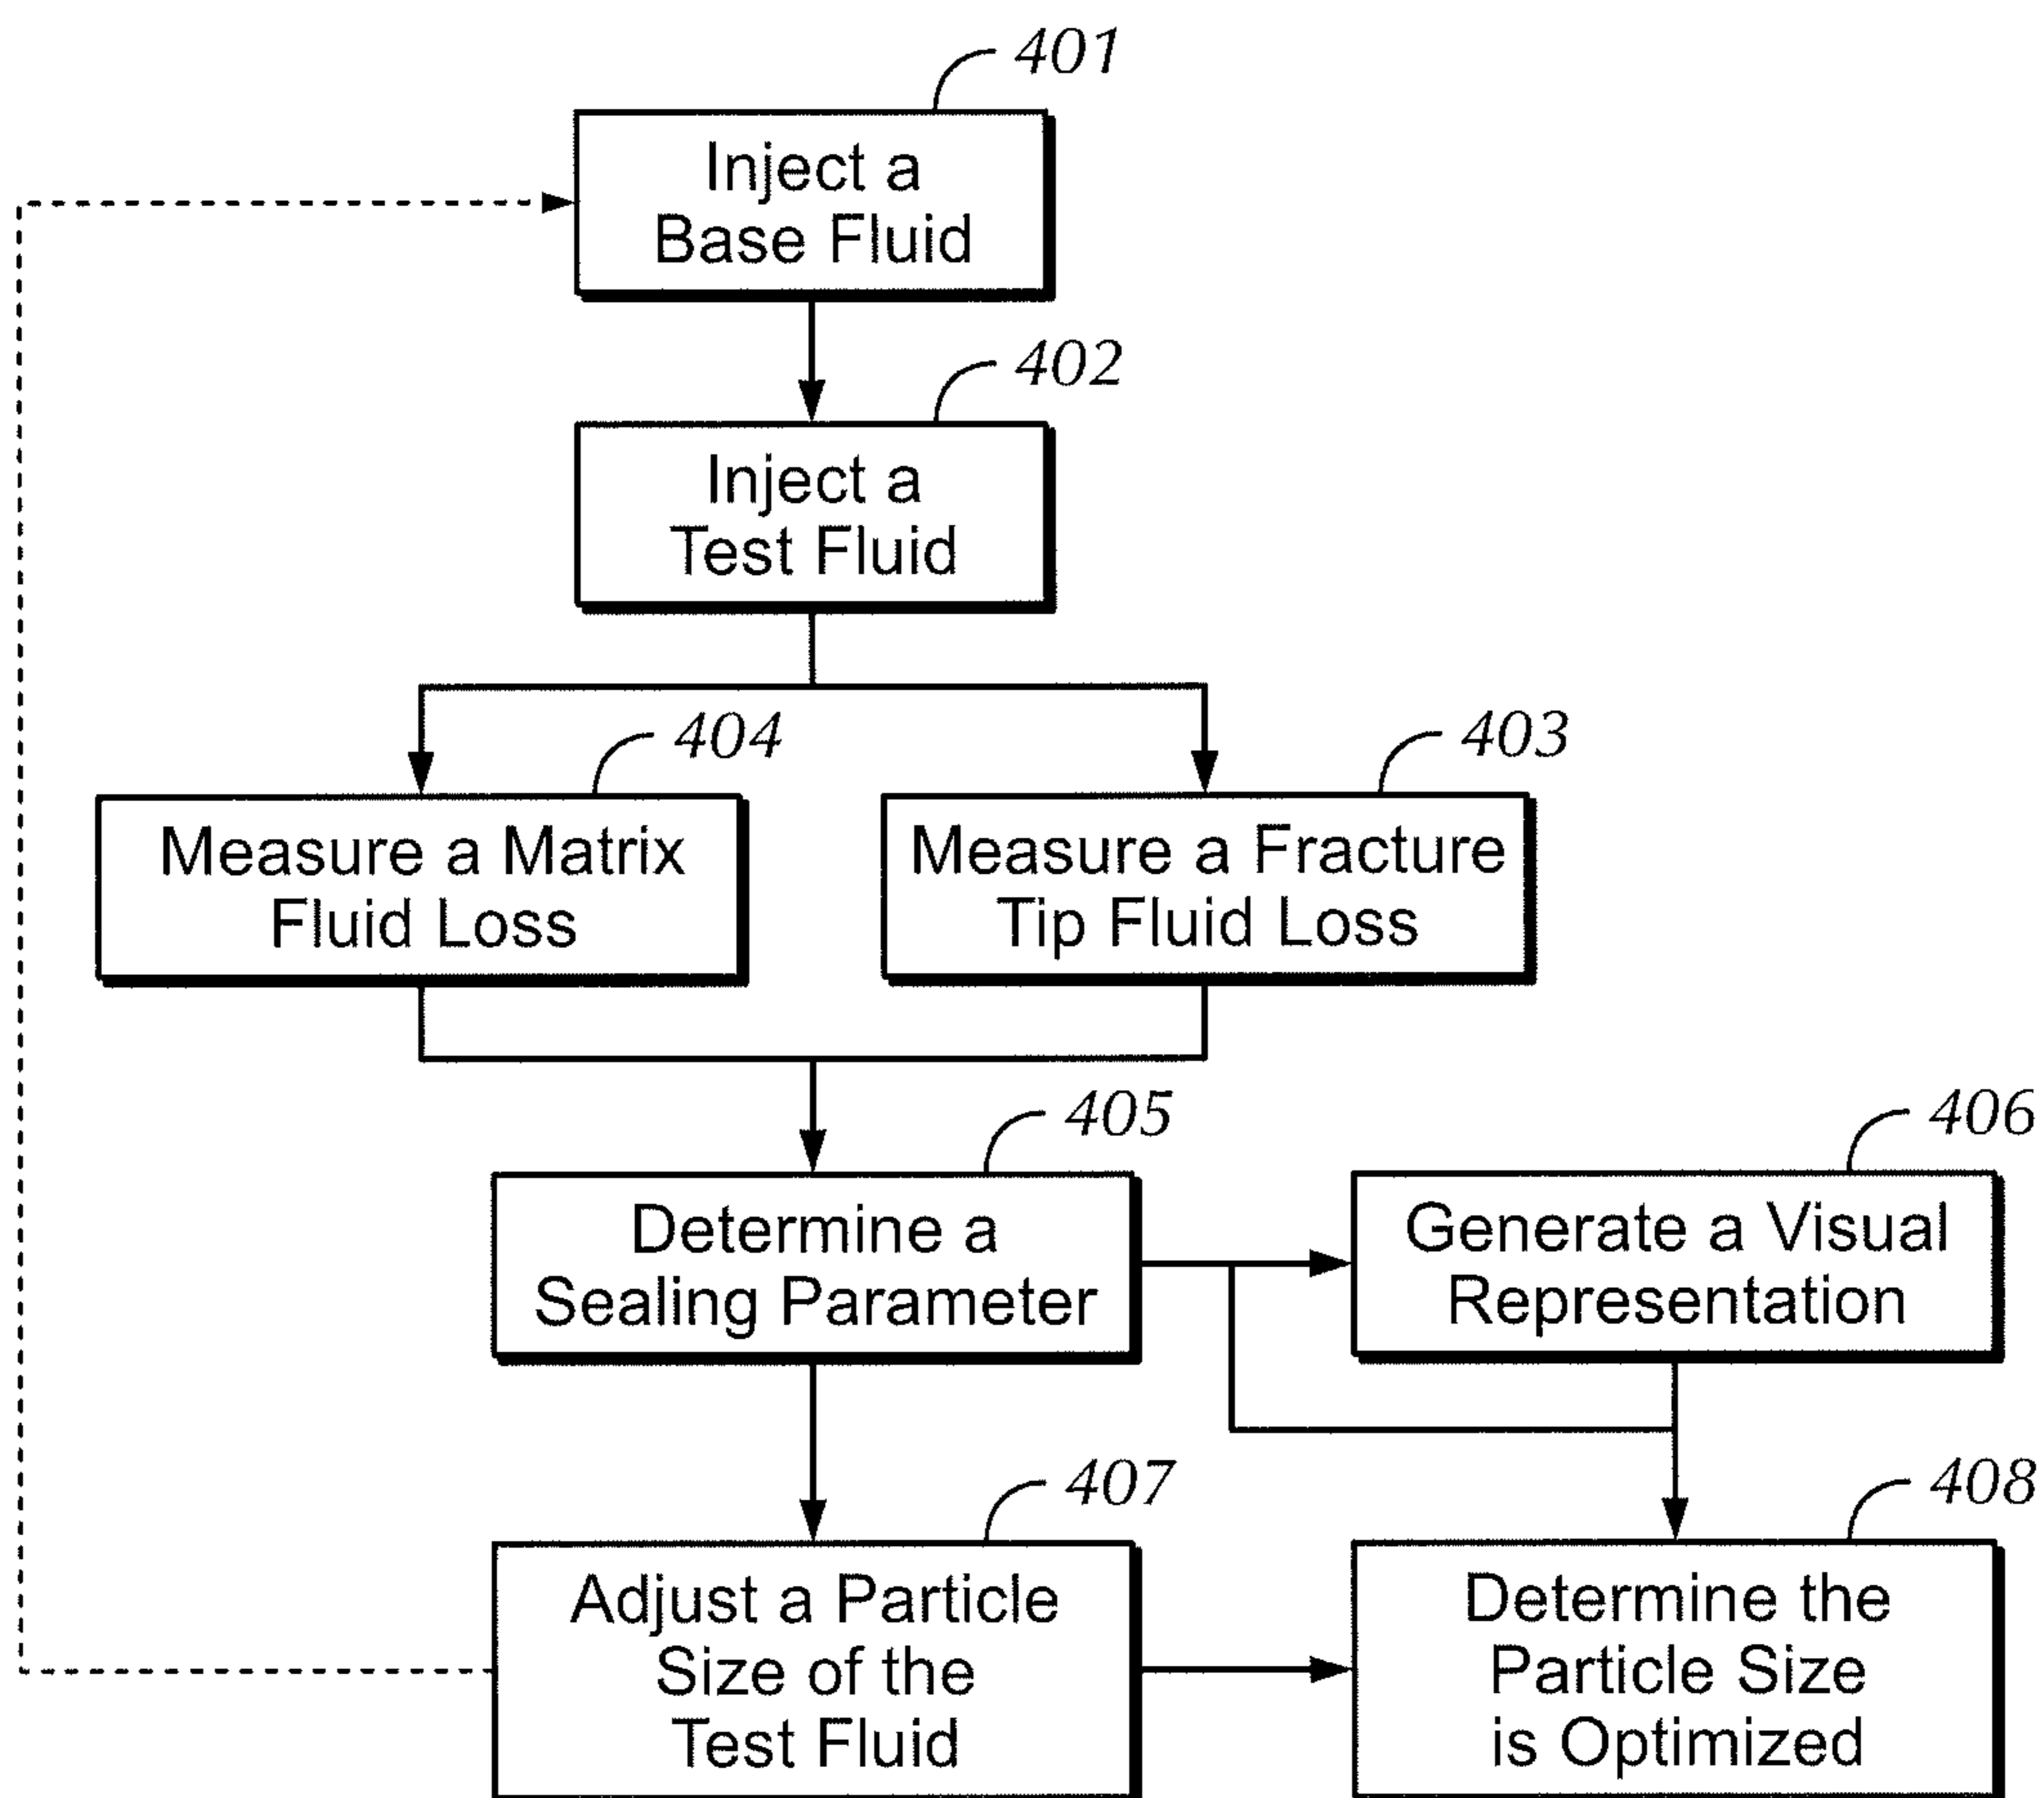 401
Inject a
Base Fluid
402
Inject a
Test Fluid
404
Measure a Matrix
Fluid Loss
403
Measure a Fracture
Tip Fluid Loss
405
Determine a
Sealing Parameter
406
Generate a Visual
Representation
407
Adjust a Particle
Size of the
Test Fluid
408
Determine the
Particle Size
is Optimized